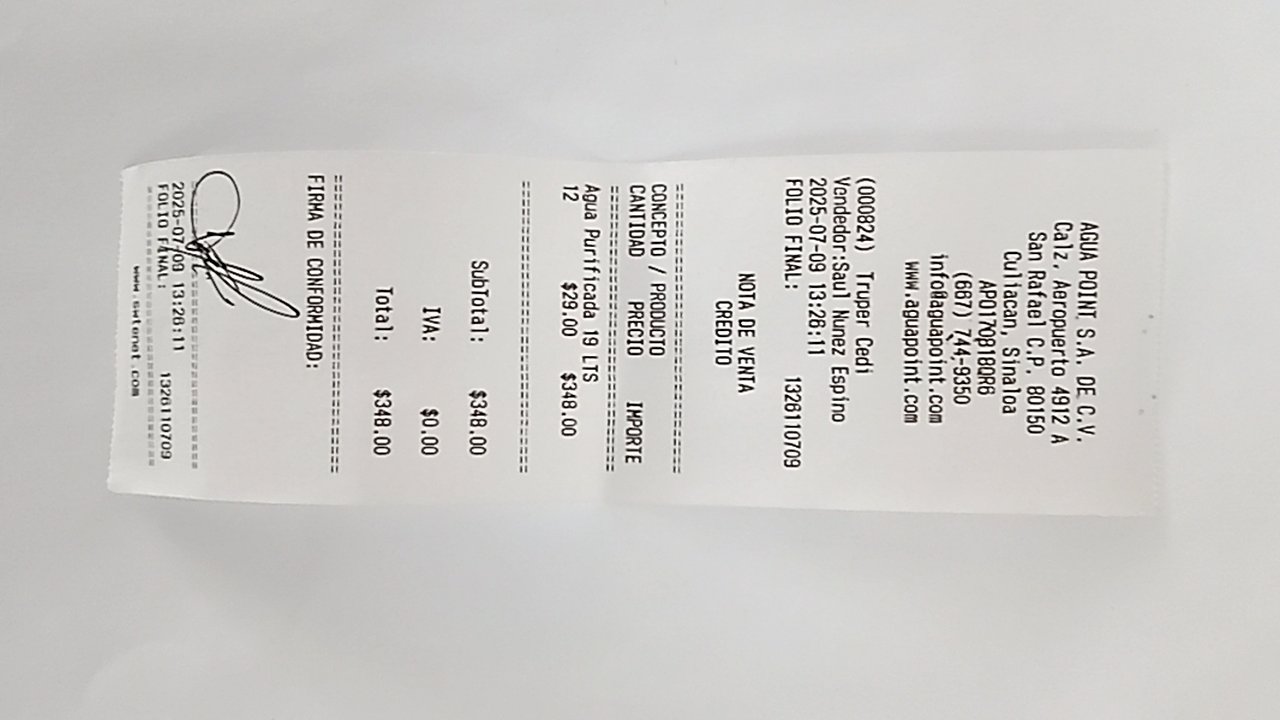 AGUA POINT S.A. DE C.V.
Calz. Aeropuerto 4912 A
San Rafael C.P. 80150
Culiacan, Sinaloa
APO170818QR6
(667) 744-9350
info@aguapoint.com
www.aguapoint.com
(000824) Truper Cedi
Vendedor:Saul Nunez Espino
2025-07-09 13:26:11
FOLIO FINAL: 1326110709
NOTA DE VENTA
CREDITO
CONCEPTO / PRODUCTO
CANTIDAD PRECIO IMPORTE
Agua Purificada 19 LTS
12 $29.00 $348.00
SubTotal: $348.00
IVA: $0.00
Total: $348.00
FIRMA DE CONFORMIDAD:
2025-07-09 13:26:11
FOLIO FINAL: 1326110709